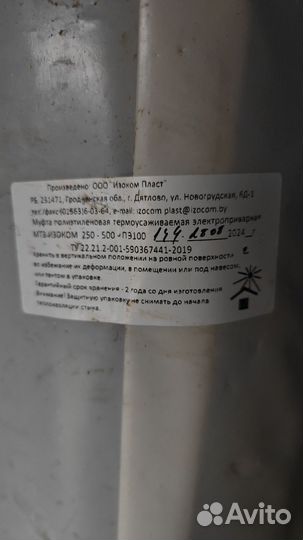 Произведено: ООО "Изоком Пласт"
РБ, 231471, Гродненская обл., г. Дятлово, ул. Новогрудская, 6Д-1
тел./факс(801563)6-03-64, e-mail: izocom.plast@izocom.by
Муфта полиэтиленовая термоусаживаемая электроприварная
МТЭ-ИЗОКОМ 250 - 500 -ПЭ100 2024 г
ТУ 22.21.2-001-590367441-2019
Хранить в вертикальном положении на ровной поверхности
во избежание их деформации, в помещении или под навесом,
или тентом в упаковке.
Гарантийный срок хранения - 2 года со дня изготовления
Внимание! Защитную упаковку не снимать до начала
теплоизоляции стыка.
Avito